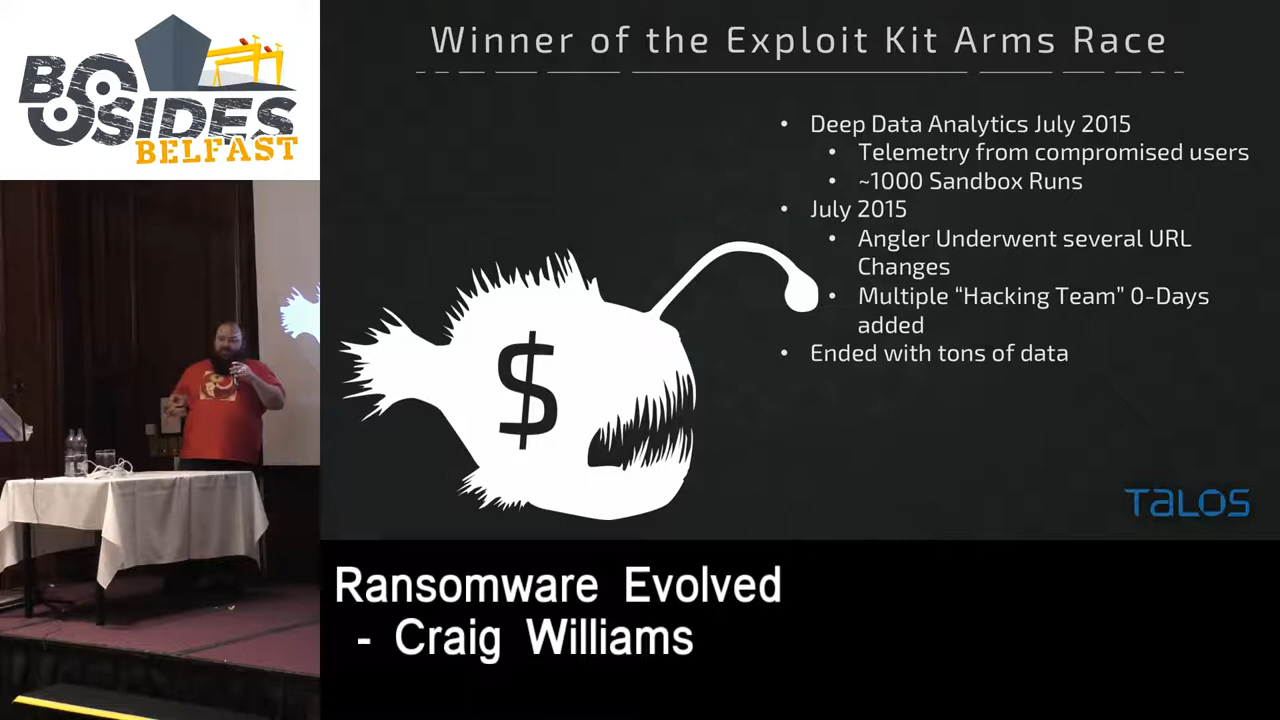 BSIDES
BELFAST
Winner of the Exploit Kit Arms Race
• Deep Data Analytics July 2015
• Telemetry from compromised users
• ~1000 Sandbox Runs
• July 2015
• Angler Underwent several URL
Changes
• Multiple “Hacking Team” 0-Days
added
• Ended with tons of data
$
TALOS
Ransomware Evolved
- Craig Williams